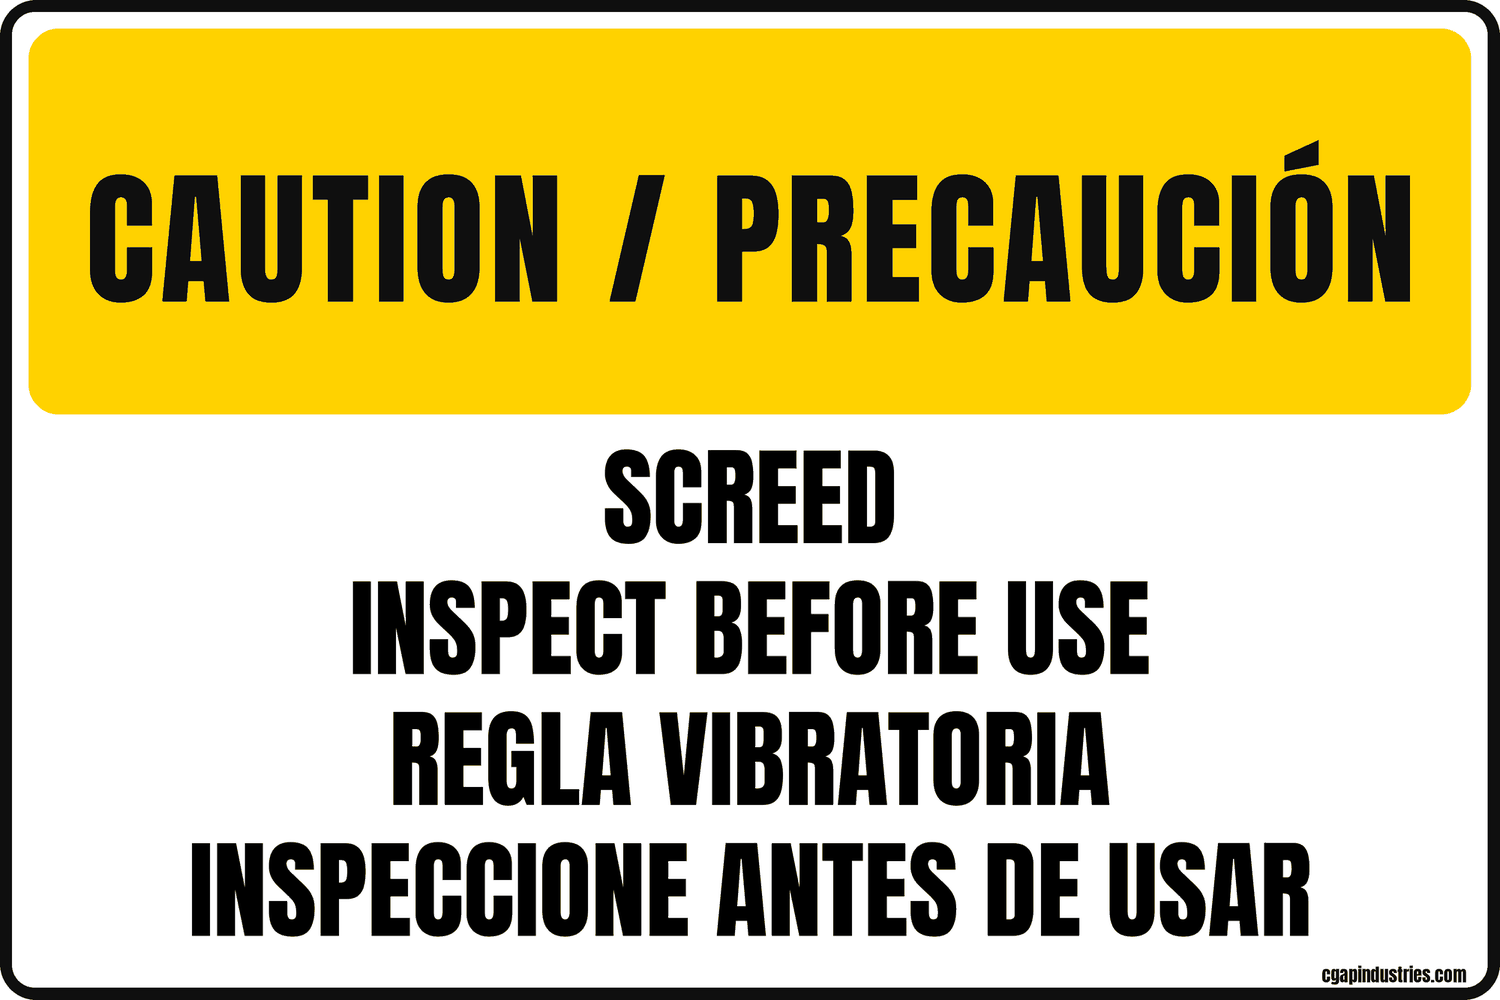 CAUTION / PRECAUCIÓN
SCREED
INSPECT BEFORE USE
REGLA VIBRATORIA
INSPECCIONE ANTES DE USAR
cgapindustries.com